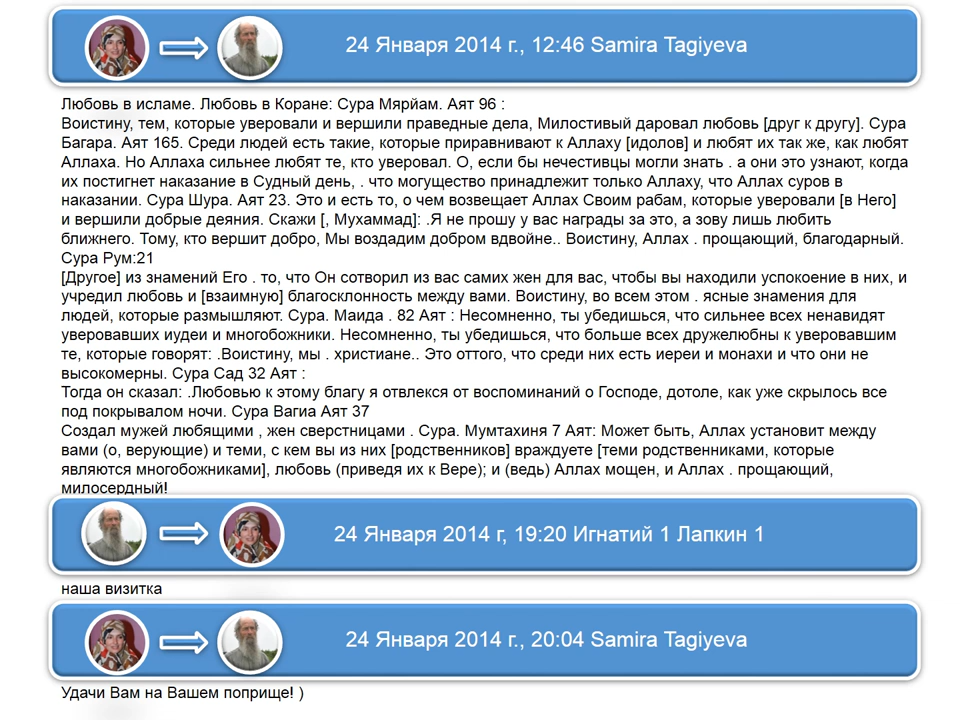 24 Января 2014 г., 12:46 Samira Tagiyeva
Любовь в исламе. Любовь в Коране: Сура Мярйам. Аят 96 :
Воистину, тем, которые уверовали и вершили праведные дела, Милостивый даровал любовь [друг к другу]. Сура
Багара. Аят 165. Среди людей есть такие, которые приравнивают к Аллаху [идолов] и любят их так же, как любят
Аллаха. Но Аллаха сильнее любят те, кто уверовал. О, если бы нечестивцы могли знать . а они это узнают, когда
их постигнет наказание в Судный день, . что могущество принадлежит только Аллаху, что Аллах суров в
наказании. Сура Шура. Аят 23. Это и есть то, о чем возвещает Аллах Своим рабам, которые уверовали [в Него]
и вершили добрые деяния. Скажи [, Мухаммад]: .Я не прошу у вас награды за это, а зову лишь любить
ближнего. Тому, кто вершит добро, Мы воздадим добром вдвойне.. Воистину, Аллах . прощающий, благодарный.
Сура Рум:21
[Другое] из знамений Его . то, что Он сотворил из вас самих жен для вас, чтобы вы находили успокоение в них, и
учредил любовь и [взаимную] благосклонность между вами. Воистину, во всем этом . ясные знамения для
людей, которые размышляют. Сура. Маида . 82 Аят : Несомненно, ты убедишься, что сильнее всех ненавидят
уверовавших иудеи и многобожники. Несомненно, ты убедишься, что больше всех дружелюбны к уверовавшим
те, которые говорят: .Воистину, мы . христиане.. Это оттого, что среди них есть иереи и монахи и что они не
высокомерны. Сура Сад 32 Аят :
Тогда он сказал: .Любовью к этому благу я отвлекся от воспоминаний о Господе, дотоле, как уже скрылось все
под покрывалом ночи. Сура Вагиа Аят 37
Создал мужей любящими , жен сверстницами . Сура. Мумтахиня 7 Аят: Может быть, Аллах установит между
вами (о, верующие) и теми, с кем вы из них [родственников] враждуете [теми родственниками, которые
являются многобожниками], любовь (приведя их к Вере); и (ведь) Аллах мощен, и Аллах . прощающий,
милосердный!
24 Января 2014 г, 19:20 Игнатий 1 Лапкин 1
наша визитка
24 Января 2014 г., 20:04 Samira Tagiyeva
Удачи Вам на Вашем поприще! )